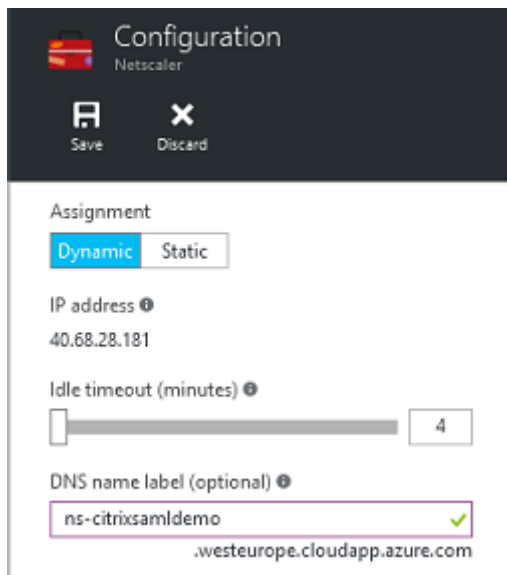 Configuration
Netscaler
Save Discard
Assignment
Dynamic Static
IP address
40.68.28.181
Idle timeout (minutes)
4
DNS name label (optional)
ns-citrixsamldemo
.westeurope.cloudapp.azure.com